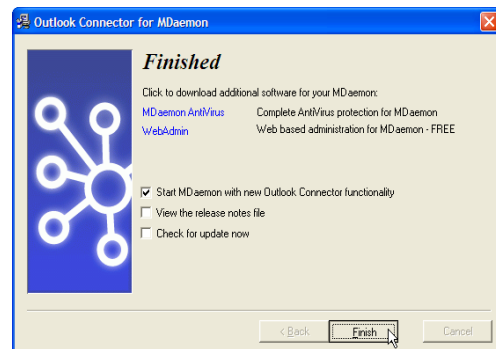 Outlook Connector for MDaemon
Finished
Click to download additional software for your MDaemon:
MDaemon AntiVirus Complete AntiVirus protection for MDaemon
WebAdmin Web based administration for MDaemon - FREE
Start MDaemon with new Outlook Connector functionality
View the release notes file
Check for update now
< Back Finish Cancel